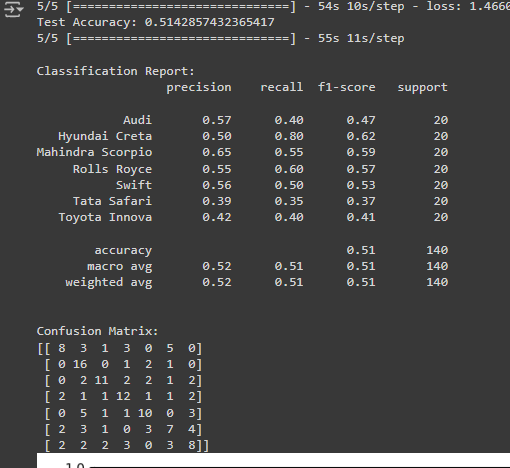 5/5 [==============================] - 54s 10s/step - loss: 1.4660
Test Accuracy: 0.5142857432365417
5/5 [==============================] - 55s 11s/step
Classification Report:
precision recall f1-score support
Audi 0.57 0.40 0.47 20
Hyundai Creta 0.50 0.80 0.62 20
Mahindra Scorpio 0.65 0.55 0.59 20
Rolls Royce 0.55 0.60 0.57 20
Swift 0.56 0.50 0.53 20
Tata Safari 0.39 0.35 0.37 20
Toyota Innova 0.42 0.40 0.41 20
accuracy 0.51 140
macro avg 0.52 0.51 0.51 140
weighted avg 0.52 0.51 0.51 140
Confusion Matrix:
[[ 8 3 1 3 0 5 0]
[ 0 16 0 1 2 1 0]
[ 0 2 11 2 2 1 2]
[ 2 1 1 12 1 1 2]
[ 0 5 1 1 10 0 3]
[ 2 3 1 0 3 7 4]
[ 2 2 2 3 0 3 8]]
1.0